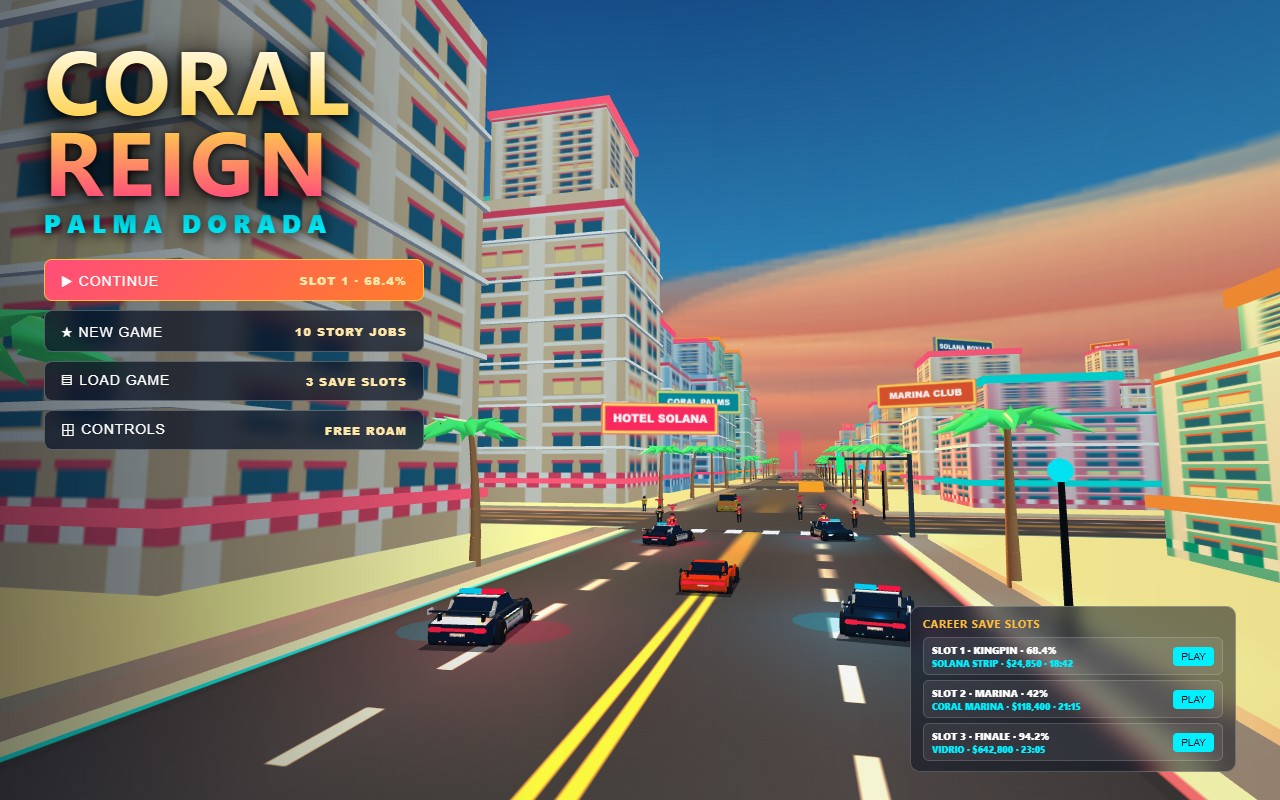 CORAL
REIGN
PALMA DORADA
▶ CONTINUE SLOT 1 · 68.4%
★ NEW GAME 10 STORY JOBS
▤ LOAD GAME 3 SAVE SLOTS
⊞ CONTROLS FREE ROAM
SOLANA ROYALE
MARINA CLUB
CORAL PALMS
HOTEL SOLANA
CAREER SAVE SLOTS
SLOT 1 · KINGPIN · 68.4%
SOLANA STRIP · $24,850 · 18:42
PLAY
SLOT 2 · MARINA · 42%
CORAL MARINA · $118,400 · 21:15
PLAY
SLOT 3 · FINALE · 94.2%
VIDRIO · $642,800 · 23:05
PLAY